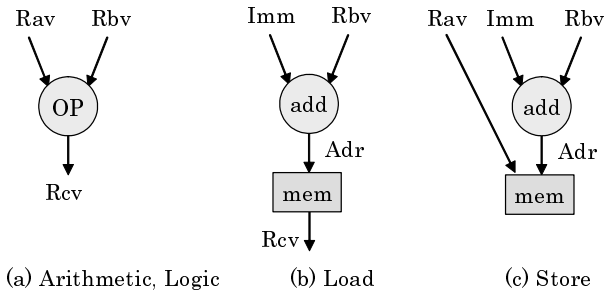 Rav Rbv
OP
Rcv
(a) Arithmetic, Logic
Imm Rbv
add
Adr
mem
Rcv
(b) Load
Rav Imm Rbv
add
Adr
mem
(c) Store